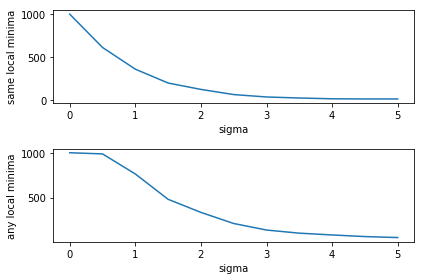 1000
500
0
same local minima
0 1 2 3 4 5
sigma
1000
500
any local minima
0 1 2 3 4 5
sigma